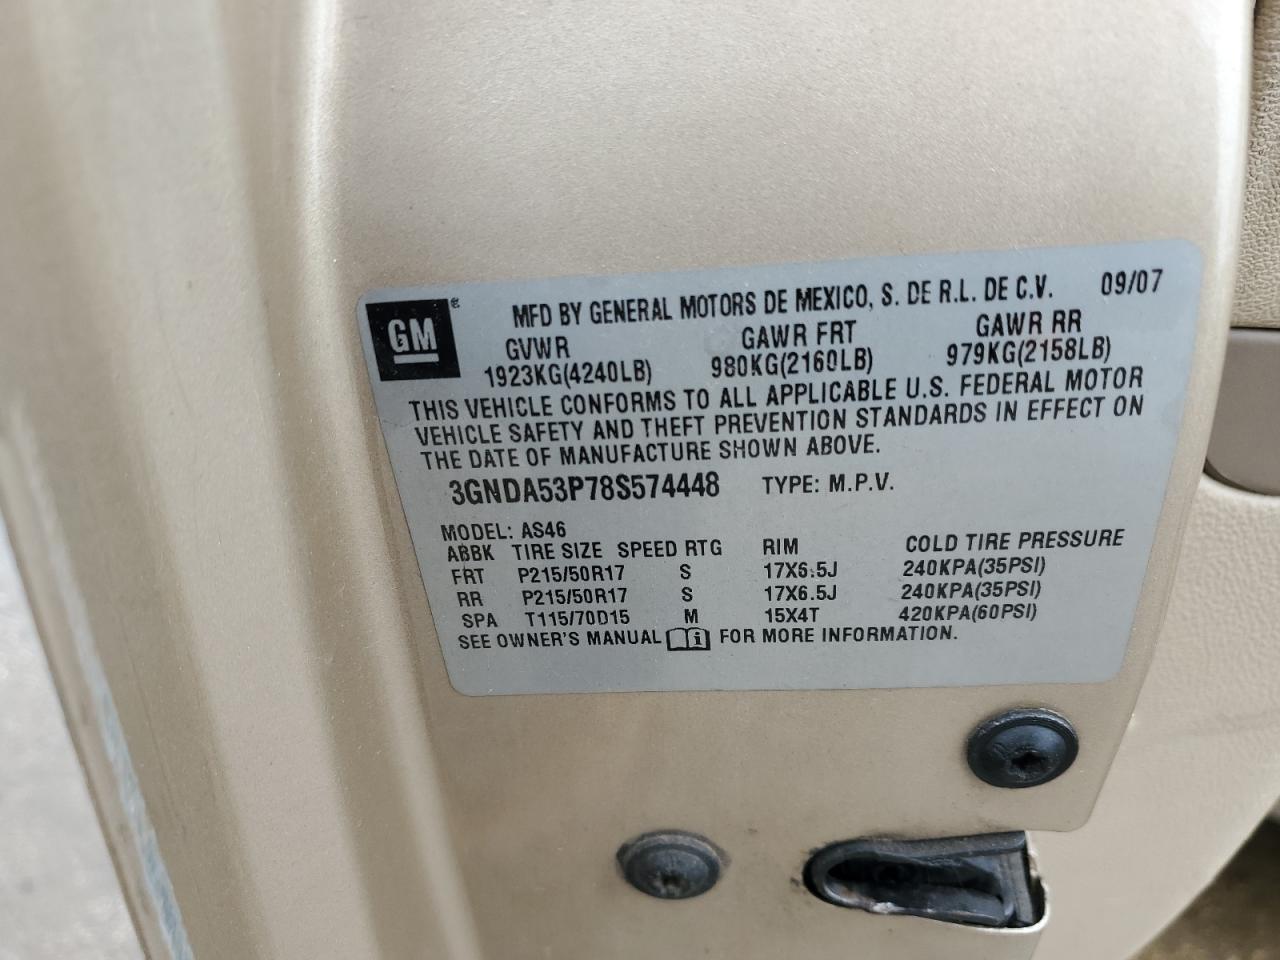 GM®
MFD BY GENERAL MOTORS DE MEXICO, S. DE R.L. DE C.V. 09/07
GVWR GAWR FRT GAWR RR
1923KG(4240LB) 980KG(2160LB) 979KG(2158LB)
THIS VEHICLE CONFORMS TO ALL APPLICABLE U.S. FEDERAL MOTOR
VEHICLE SAFETY AND THEFT PREVENTION STANDARDS IN EFFECT ON
THE DATE OF MANUFACTURE SHOWN ABOVE.
3GNDA53P78S574448 TYPE: M.P.V.
MODEL: AS46
ABBK TIRE SIZE SPEED RTG RIM COLD TIRE PRESSURE
FRT P215/50R17 S 17X6.5J 240KPA(35PSI)
RR P215/50R17 S 17X6.5J 240KPA(35PSI)
SPA T115/70D15 M 15X4T 420KPA(60PSI)
SEE OWNER'S MANUAL i FOR MORE INFORMATION.